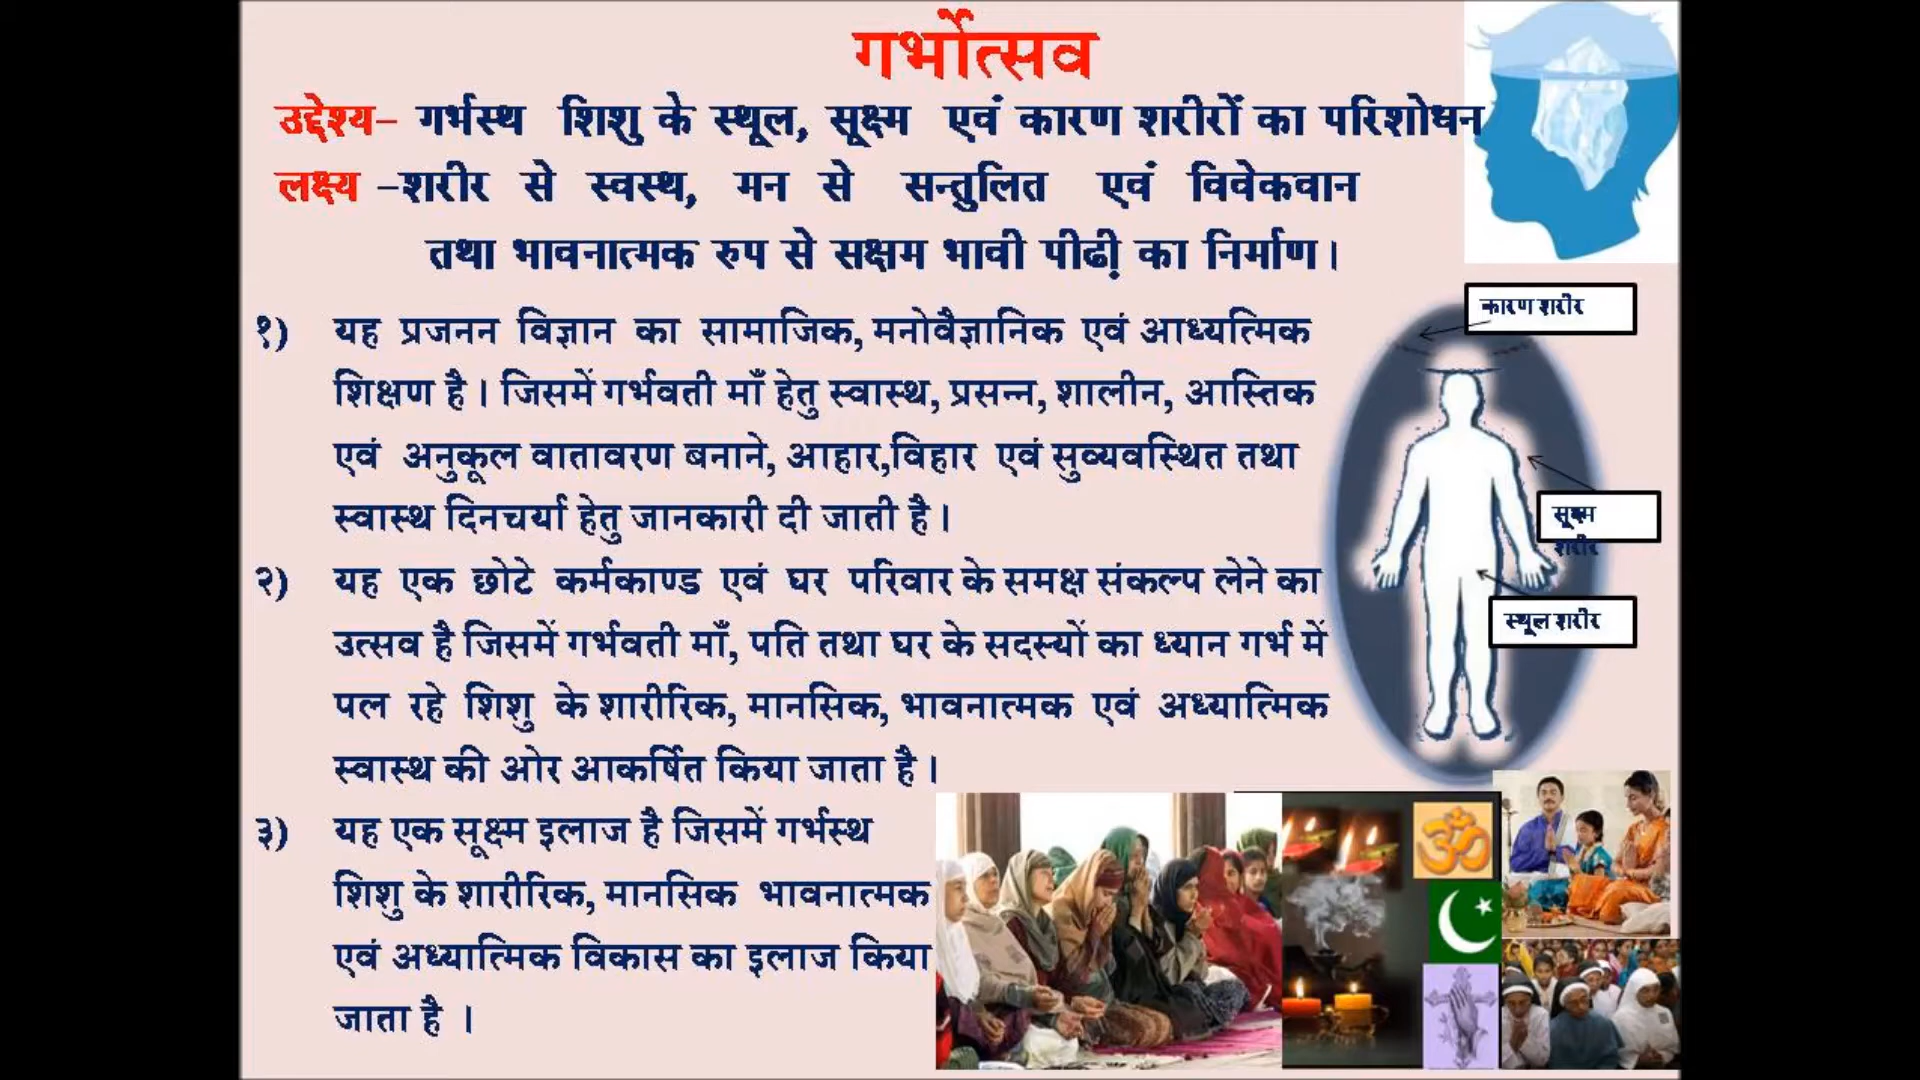 गर्भोत्सव
उद्देश्य– गर्भस्थ शिशु के स्थूल, सूक्ष्म एवं कारण शरीरों का परिशोधन
लक्ष्य –शरीर से स्वस्थ, मन से सन्तुलित एवं विवेकवान
तथा भावनात्मक रुप से सक्षम भावी पीढी़ का निर्माण।
१) यह प्रजनन विज्ञान का सामाजिक, मनोवैज्ञानिक एवं आध्यत्मिक
शिक्षण है। जिसमें गर्भवती माँ हेतु स्वास्थ, प्रसन्न, शालीन, आस्तिक
एवं अनुकूल वातावरण बनाने, आहार,विहार एवं सुव्यवस्थित तथा
स्वास्थ दिनचर्या हेतु जानकारी दी जाती है।
२) यह एक छोटे कर्मकाण्ड एवं घर परिवार के समक्ष संकल्प लेने का
उत्सव है जिसमें गर्भवती माँ, पति तथा घर के सदस्यों का ध्यान गर्भ में
पल रहे शिशु के शारीरिक, मानसिक, भावनात्मक एवं अध्यात्मिक
स्वास्थ की ओर आकर्षित किया जाता है।
३) यह एक सूक्ष्म इलाज है जिसमें गर्भस्थ
शिशु के शारीरिक, मानसिक भावनात्मक
एवं अध्यात्मिक विकास का इलाज किया
जाता है ।
कारण शरीर
सूक्ष्म
शरीर
स्थूल शरीर
ॐ